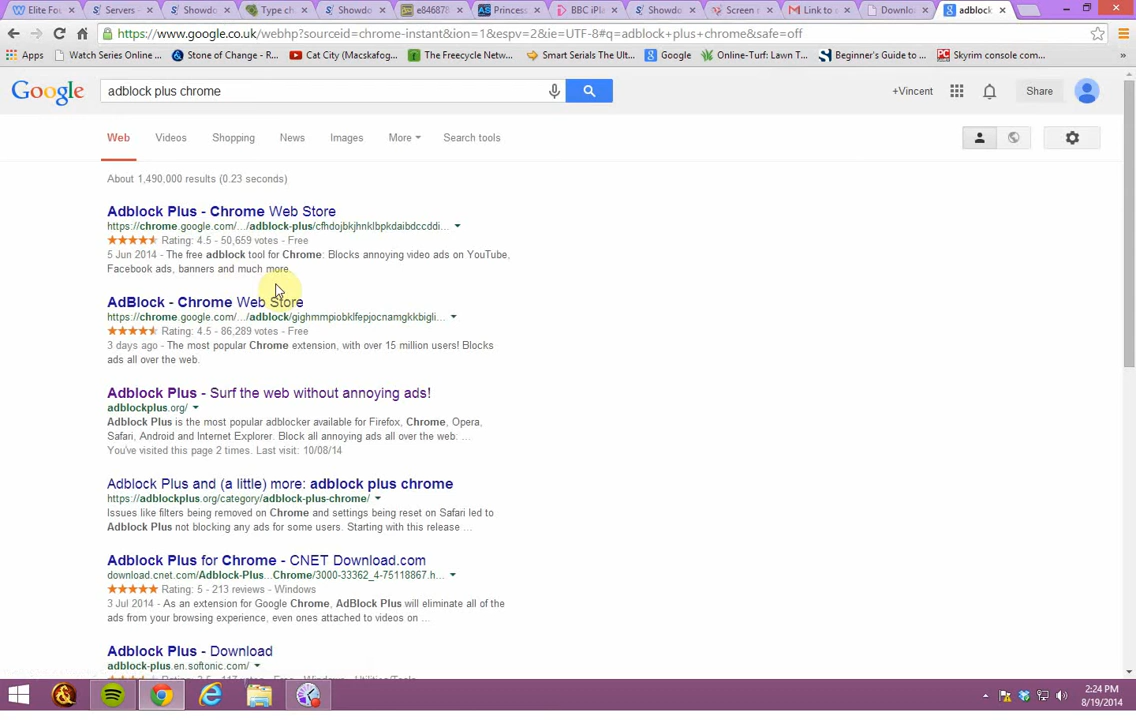 Elite Fou
Servers -
Showdo
Type ch
Showdo
e846878
Princes
BBC iPla
Showdo
Screen
Link to s
Downlo
adblock
https://www.google.co.uk/webhp?sourceid=chrome-instant&ion=1&espv=2&ie=UTF-8#q=adblock+plus+chrome&safe=off
Apps
Watch Series Online ...
Stone of Change - R...
Cat City (Macskafog...
The Freecycle Netw...
Smart Serials The Ult...
Google
Online-Turf: Lawn T...
Beginner's Guide to ...
Skyrim console com...
»
Google
adblock plus chrome
+Vincent
Share
Web
Videos
Shopping
News
Images
More
Search tools
About 1,490,000 results (0.23 seconds)
Adblock Plus - Chrome Web Store
https://chrome.google.com/.../adblock-plus/cfhdojbkjhnklbpkdaibdccddi...
Rating: 4.5 - 50,659 votes - Free
5 Jun 2014 - The free adblock tool for Chrome: Blocks annoying video ads on YouTube,
Facebook ads, banners and much more.
AdBlock - Chrome Web Store
https://chrome.google.com/.../adblock/gighmmpiobklfepjocnamgkkbigli...
Rating: 4.5 - 86,289 votes - Free
3 days ago - The most popular Chrome extension, with over 15 million users! Blocks
ads all over the web.
Adblock Plus - Surf the web without annoying ads!
adblockplus.org/
Adblock Plus is the most popular adblocker available for Firefox, Chrome, Opera,
Safari, Android and Internet Explorer. Block all annoying ads all over the web: ...
You've visited this page 2 times. Last visit: 10/08/14
Adblock Plus and (a little) more: adblock plus chrome
https://adblockplus.org/category/adblock-plus-chrome/
Issues like filters being removed on Chrome and settings being reset on Safari led to
Adblock Plus not blocking any ads for some users. Starting with this release ...
Adblock Plus for Chrome - CNET Download.com
download.cnet.com/Adblock-Plus...Chrome/3000-33362_4-75118867.h...
Rating: 5 - 213 reviews - Windows
3 Jul 2014 - As an extension for Google Chrome, AdBlock Plus will eliminate all of the
ads from your browsing experience, even ones attached to videos on ...
Adblock Plus - Download
adblock-plus.en.softonic.com/
2:24 PM
8/19/2014